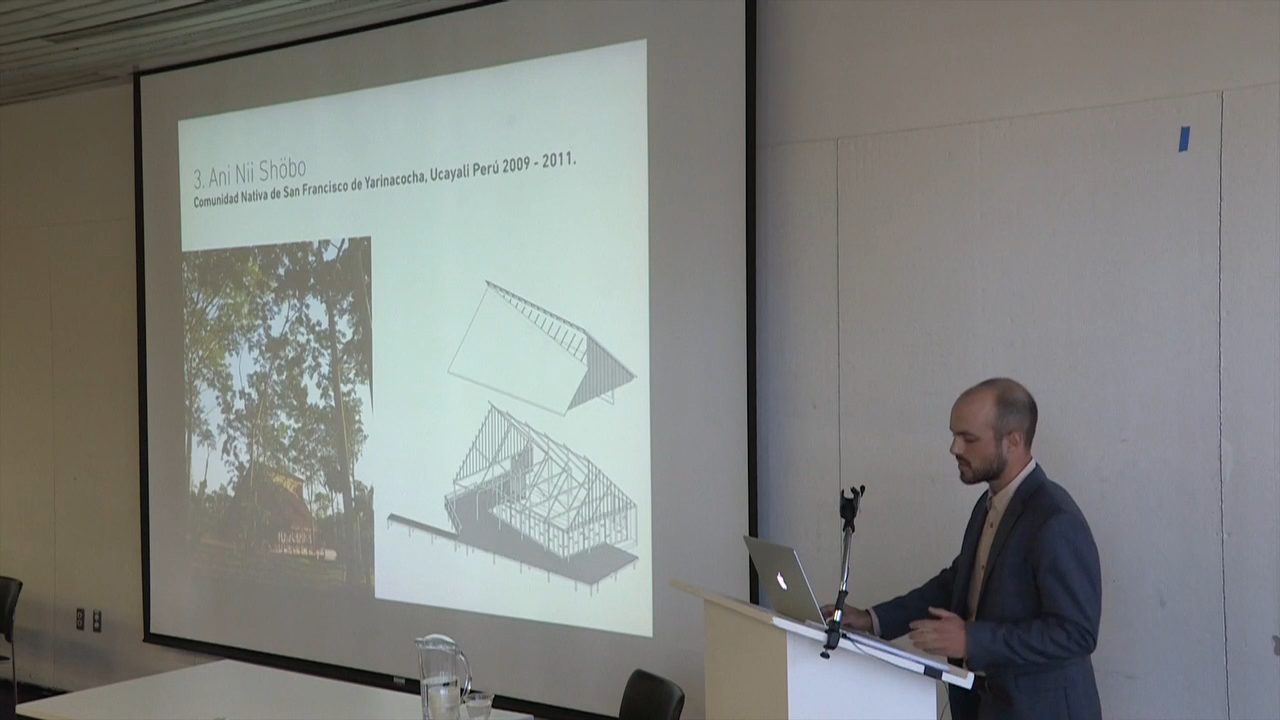 3. Ani Nii Shöbo
Comunidad Nativa de San Francisco de Yarinacocha, Ucayali Perú 2009 - 2011.